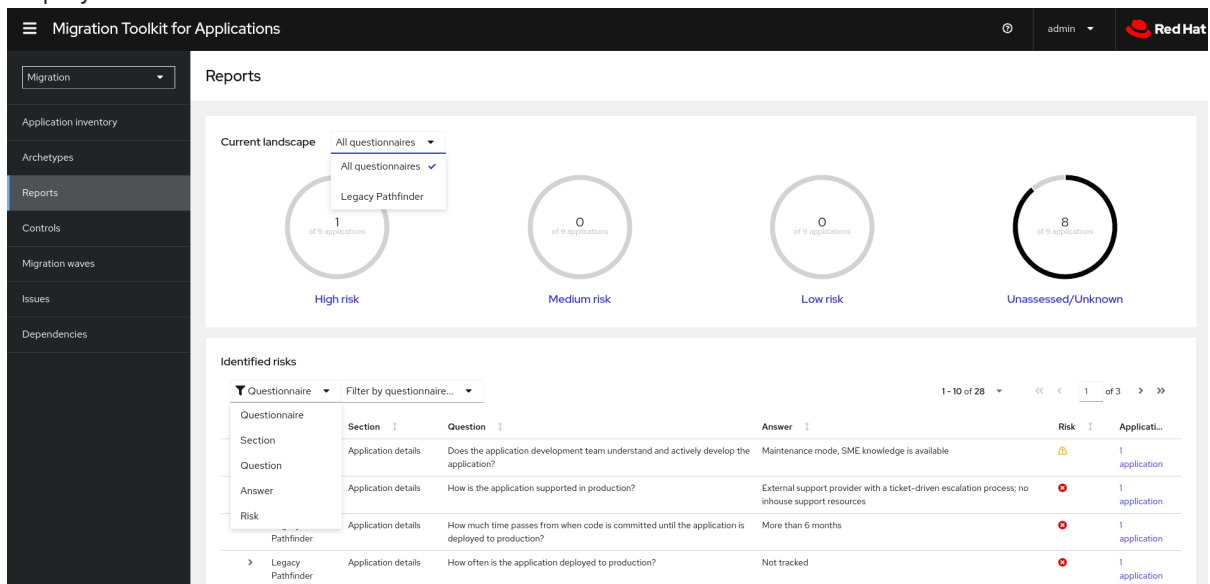 Migration Toolkit for Applications
admin
Red Hat
Migration
Application inventory
Archetypes
Reports
Controls
Migration waves
Issues
Dependencies
Reports
Current landscape
All questionnaires
All questionnaires
Legacy Pathfinder
1
of 9 applications
High risk
0
of 9 applications
Medium risk
0
of 9 applications
Low risk
8
of 9 applications
Unassessed/Unknown
Identified risks
Questionnaire
Filter by questionnaire...
1 - 10 of 28
1 of 3
Questionnaire
Section
Question
Answer
Risk
Section
Question
Answer
Risk
Applicati...
Application details
Does the application development team understand and actively develop the
application?
Maintenance mode, SME knowledge is available
1
application
Application details
How is the application supported in production?
External support provider with a ticket-driven escalation process; no
inhouse support resources
1
application
Pathfinder
Application details
How much time passes from when code is committed until the application is
deployed to production?
More than 6 months
1
application
Legacy
Pathfinder
Application details
How often is the application deployed to production?
Not tracked
1
application